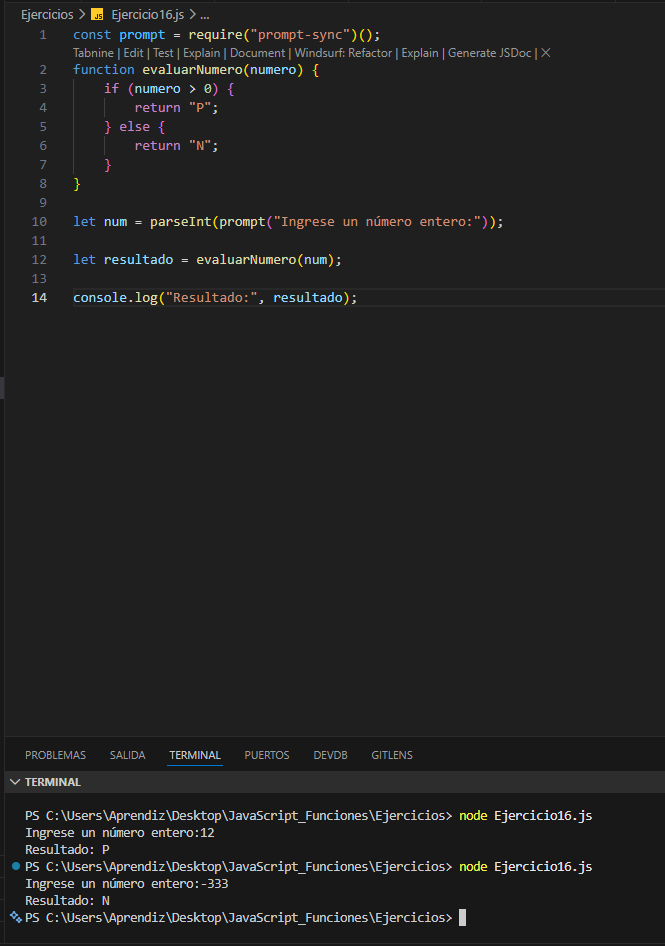 Ejercicios > JS Ejercicio16.js > ...
1 const prompt = require("prompt-sync")();
Tabnine | Edit | Test | Explain | Document | Windsurf: Refactor | Explain | Generate JSDoc | ×
2 function evaluarNumero(numero) {
3 if (numero > 0) {
4 return "P";
5 } else {
6 return "N";
7 }
8 }
9
10 let num = parseInt(prompt("Ingrese un número entero:"));
11
12 let resultado = evaluarNumero(num);
13
14 console.log("Resultado:", resultado);
PROBLEMAS SALIDA TERMINAL PUERTOS DEVDB GITLENS
TERMINAL
PS C:\Users\Aprendiz\Desktop\JavaScript_Funciones\Ejercicios> node Ejercicio16.js
Ingrese un número entero:12
Resultado: P
PS C:\Users\Aprendiz\Desktop\JavaScript_Funciones\Ejercicios> node Ejercicio16.js
Ingrese un número entero:-333
Resultado: N
PS C:\Users\Aprendiz\Desktop\JavaScript_Funciones\Ejercicios>